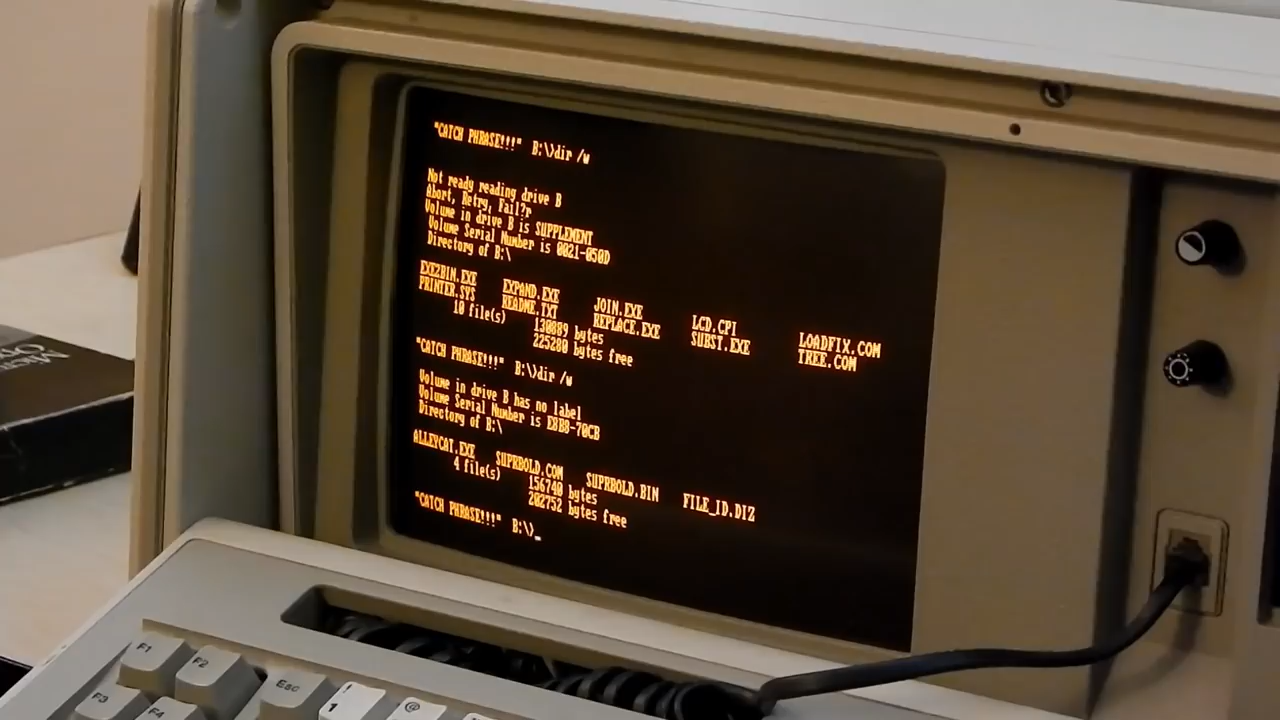 "CATCH PHRASE!!!" B:\>dir /w
Not ready reading drive B
Abort, Retry, Fail?r
Volume in drive B is SUPPLEMENT
Volume Serial Number is 0021-050D
Directory of B:\
EXE2BIN.EXE EXPAND.EXE JOIN.EXE LCD.CPI LOADFIX.COM
PRINTER.SYS README.TXT REPLACE.EXE SUBST.EXE TREE.COM
10 file(s) 130889 bytes
225280 bytes free
"CATCH PHRASE!!!" B:\>dir /w
Volume in drive B has no label
Volume Serial Number is E8B8-70CB
Directory of B:\
ALLEYCAT.EXE SUPRBOLD.COM SUPRBOLD.BIN FILE_ID.DIZ
4 file(s) 156740 bytes
202752 bytes free
"CATCH PHRASE!!!" B:\>_
F1 F2 Esc ! 1 @
F3 F4